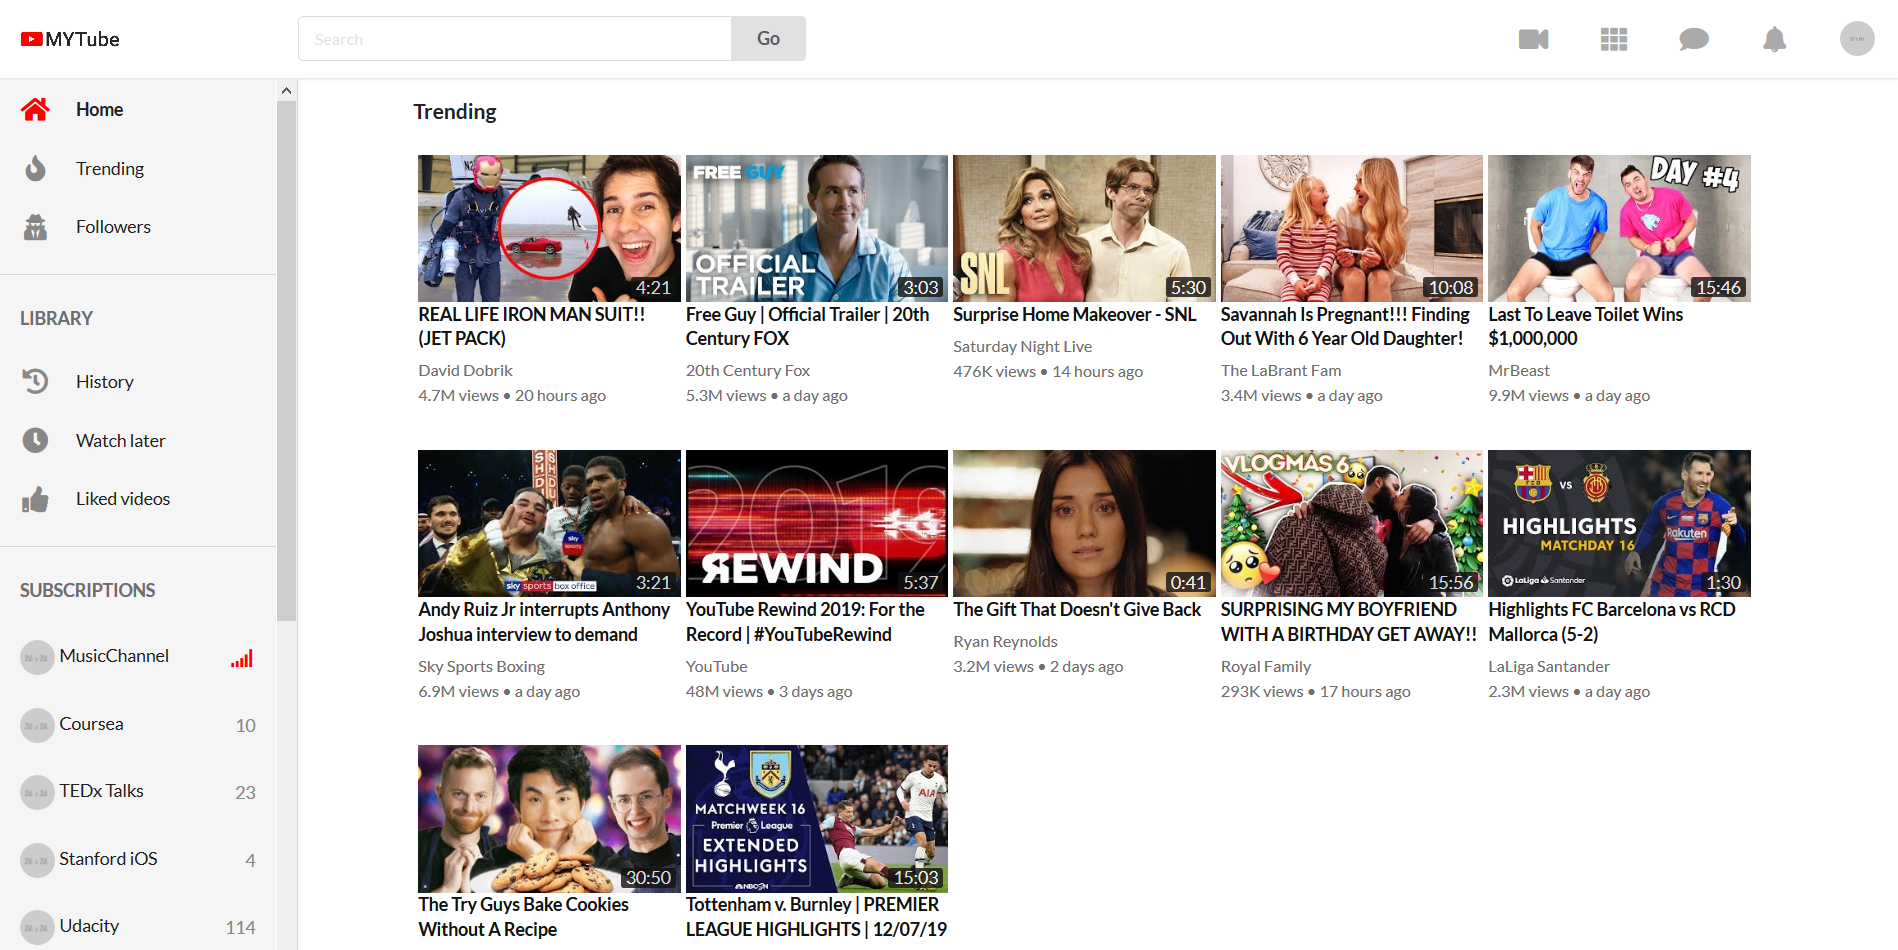 MYTube
Search
Go
Home
Trending
Followers
LIBRARY
History
Watch later
Liked videos
SUBSCRIPTIONS
MusicChannel
Coursea 10
TEDx Talks 23
Stanford iOS 4
Udacity 114
Trending
4:21
REAL LIFE IRON MAN SUIT!!
(JET PACK)
David Dobrik
4.7M views • 20 hours ago
FREE GUY
OFFICIAL
TRAILER
3:03
Free Guy | Official Trailer | 20th
Century FOX
20th Century Fox
5.3M views • a day ago
SNL
5:30
Surprise Home Makeover - SNL
Saturday Night Live
476K views • 14 hours ago
10:08
Savannah Is Pregnant!!! Finding
Out With 6 Year Old Daughter!
The LaBrant Fam
3.4M views • a day ago
DAY #4
15:46
Last To Leave Toilet Wins
$1,000,000
MrBeast
9.9M views • a day ago
sky
sports
sky sports box office
3:21
Andy Ruiz Jr interrupts Anthony
Joshua interview to demand
Sky Sports Boxing
6.9M views • a day ago
2019
REWIND
5:37
YouTube Rewind 2019: For the
Record | #YouTubeRewind
YouTube
48M views • 3 days ago
0:41
The Gift That Doesn't Give Back
Ryan Reynolds
3.2M views • 2 days ago
VLOGMAS 6
15:56
SURPRISING MY BOYFRIEND
WITH A BIRTHDAY GET AWAY!!
Royal Family
293K views • 17 hours ago
VS
HIGHLIGHTS
MATCHDAY 16
Rakuten
LaLiga Santander
1:30
Highlights FC Barcelona vs RCD
Mallorca (5-2)
LaLiga Santander
2.3M views • a day ago
30:50
The Try Guys Bake Cookies
Without A Recipe
MATCHWEEK 16
Premier League
EXTENDED
HIGHLIGHTS
NBCSN
AIA
15:03
Tottenham v. Burnley | PREMIER
LEAGUE HIGHLIGHTS | 12/07/19